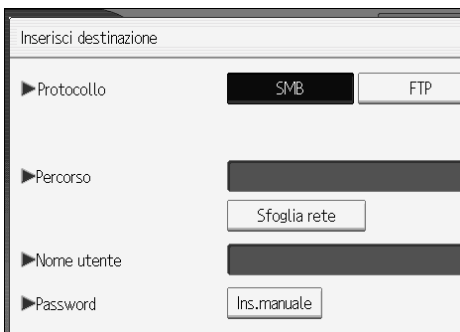 Inserisci destinazione
▶Protocollo SMB FTP
▶Percorso
Sfoglia rete
▶Nome utente
▶Password Ins.manuale